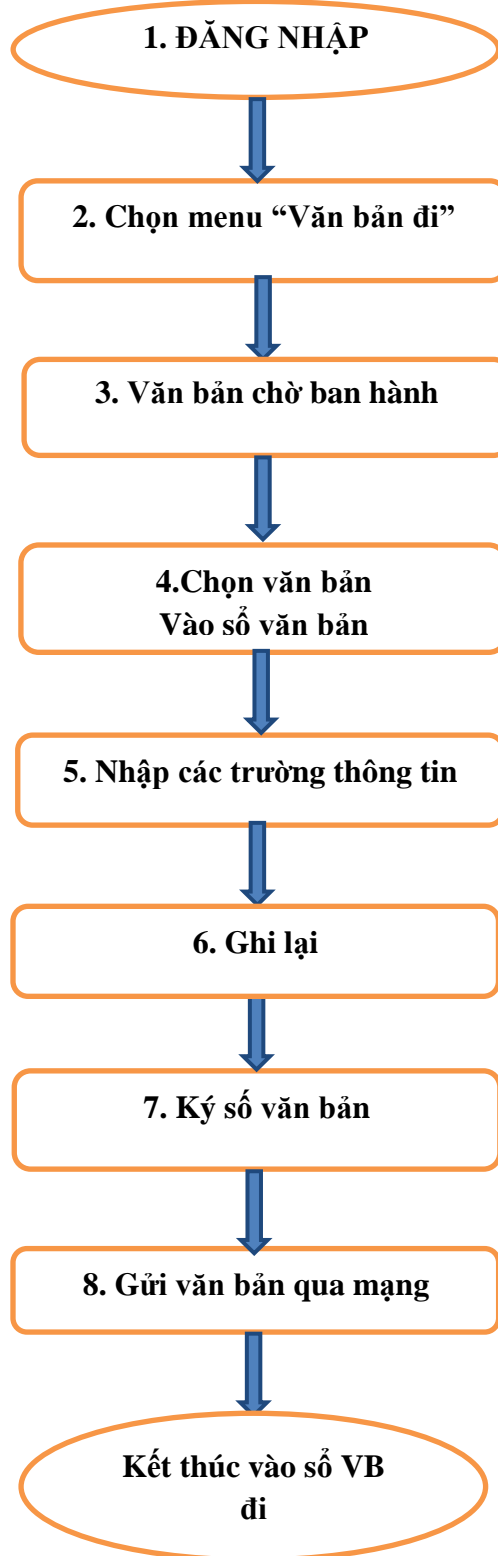 1. ĐĂNG NHẬP
2. Chọn menu “Văn bản đi”
3. Văn bản chờ ban hành
4.Chọn văn bản
Vào sổ văn bản
5. Nhập các trường thông tin
6. Ghi lại
7. Ký số văn bản
8. Gửi văn bản qua mạng
Kết thúc vào sổ VB
đi